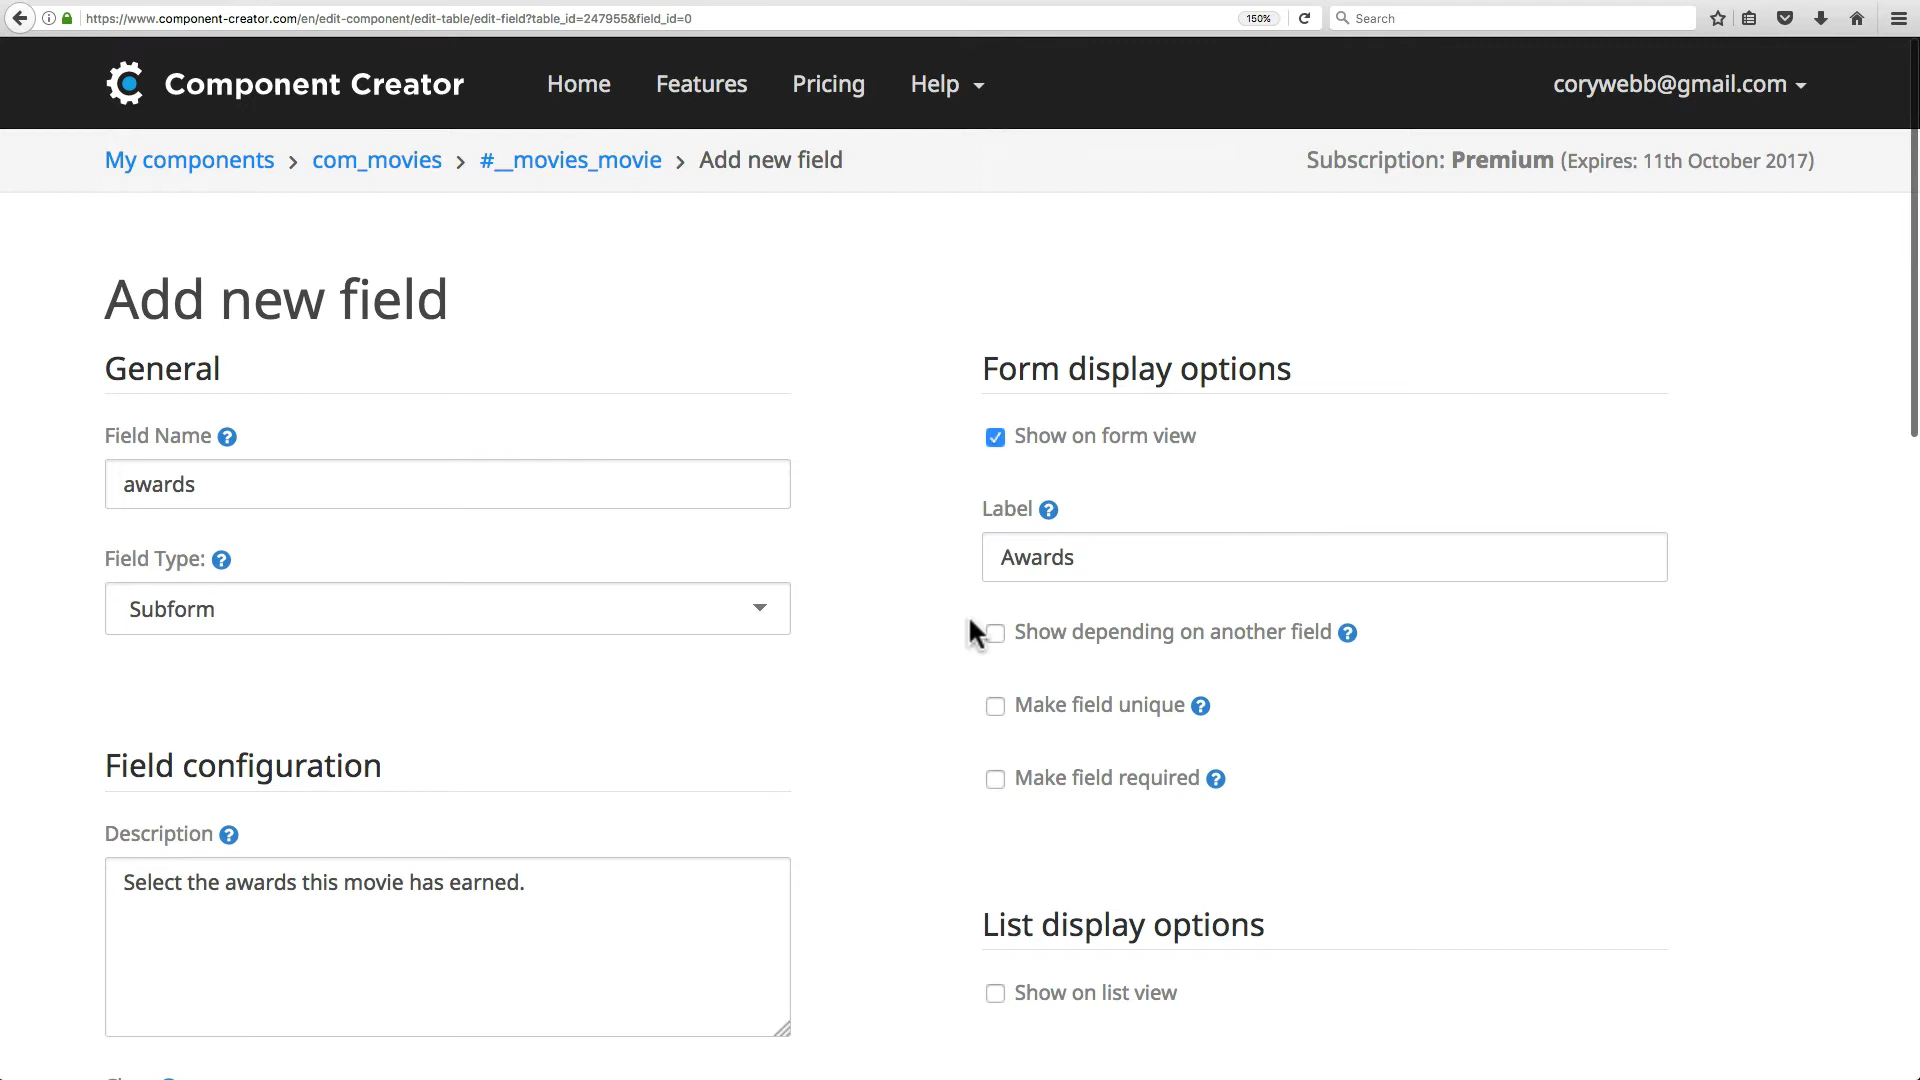 https://www.component-creator.com/en/edit-component/edit-table/edit-field?table_id=247955&field_id=0
150%
Search
Component Creator
Home
Features
Pricing
Help
corywebb@gmail.com
My components > com_movies > #__movies_movie > Add new field
Subscription: Premium (Expires: 11th October 2017)
Add new field
General
Field Name ?
awards
Field Type: ?
Subform
Field configuration
Description ?
Select the awards this movie has earned.
Form display options
Show on form view
Label ?
Awards
Show depending on another field ?
Make field unique ?
Make field required ?
List display options
Show on list view